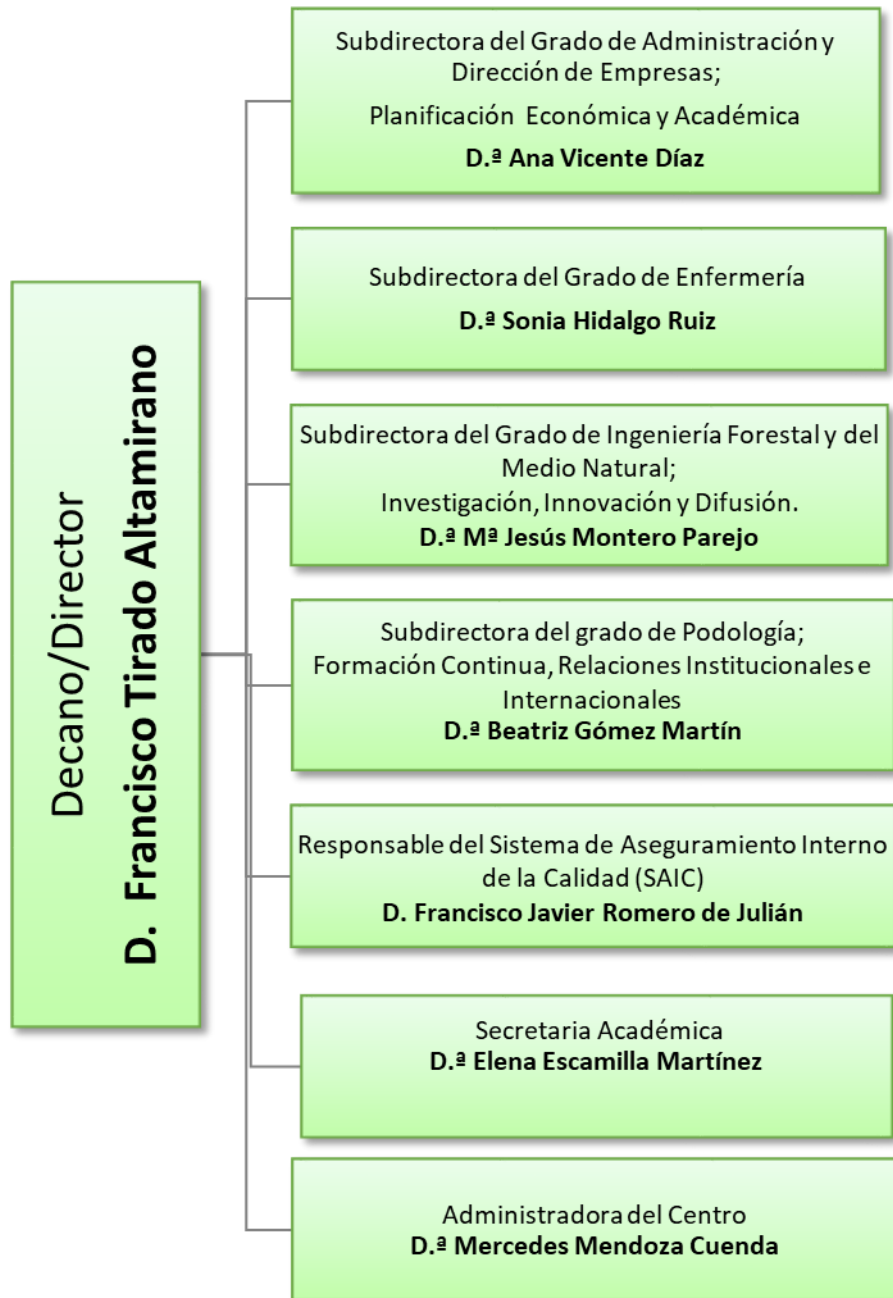 Decano/Director
D. Francisco Tirado Altamirano
Subdirectora del Grado de Administración y
Dirección de Empresas;
Planificación Económica y Académica
D.ª Ana Vicente Díaz
Subdirectora del Grado de Enfermería
D.ª Sonia Hidalgo Ruiz
Subdirectora del Grado de Ingeniería Forestal y del
Medio Natural;
Investigación, Innovación y Difusión.
D.ª Mª Jesús Montero Parejo
Subdirectora del grado de Podología;
Formación Continua, Relaciones Institucionales e
Internacionales
D.ª Beatriz Gómez Martín
Responsable del Sistema de Aseguramiento Interno
de la Calidad (SAIC)
D. Francisco Javier Romero de Julián
Secretaria Académica
D.ª Elena Escamilla Martínez
Administradora del Centro
D.ª Mercedes Mendoza Cuenda